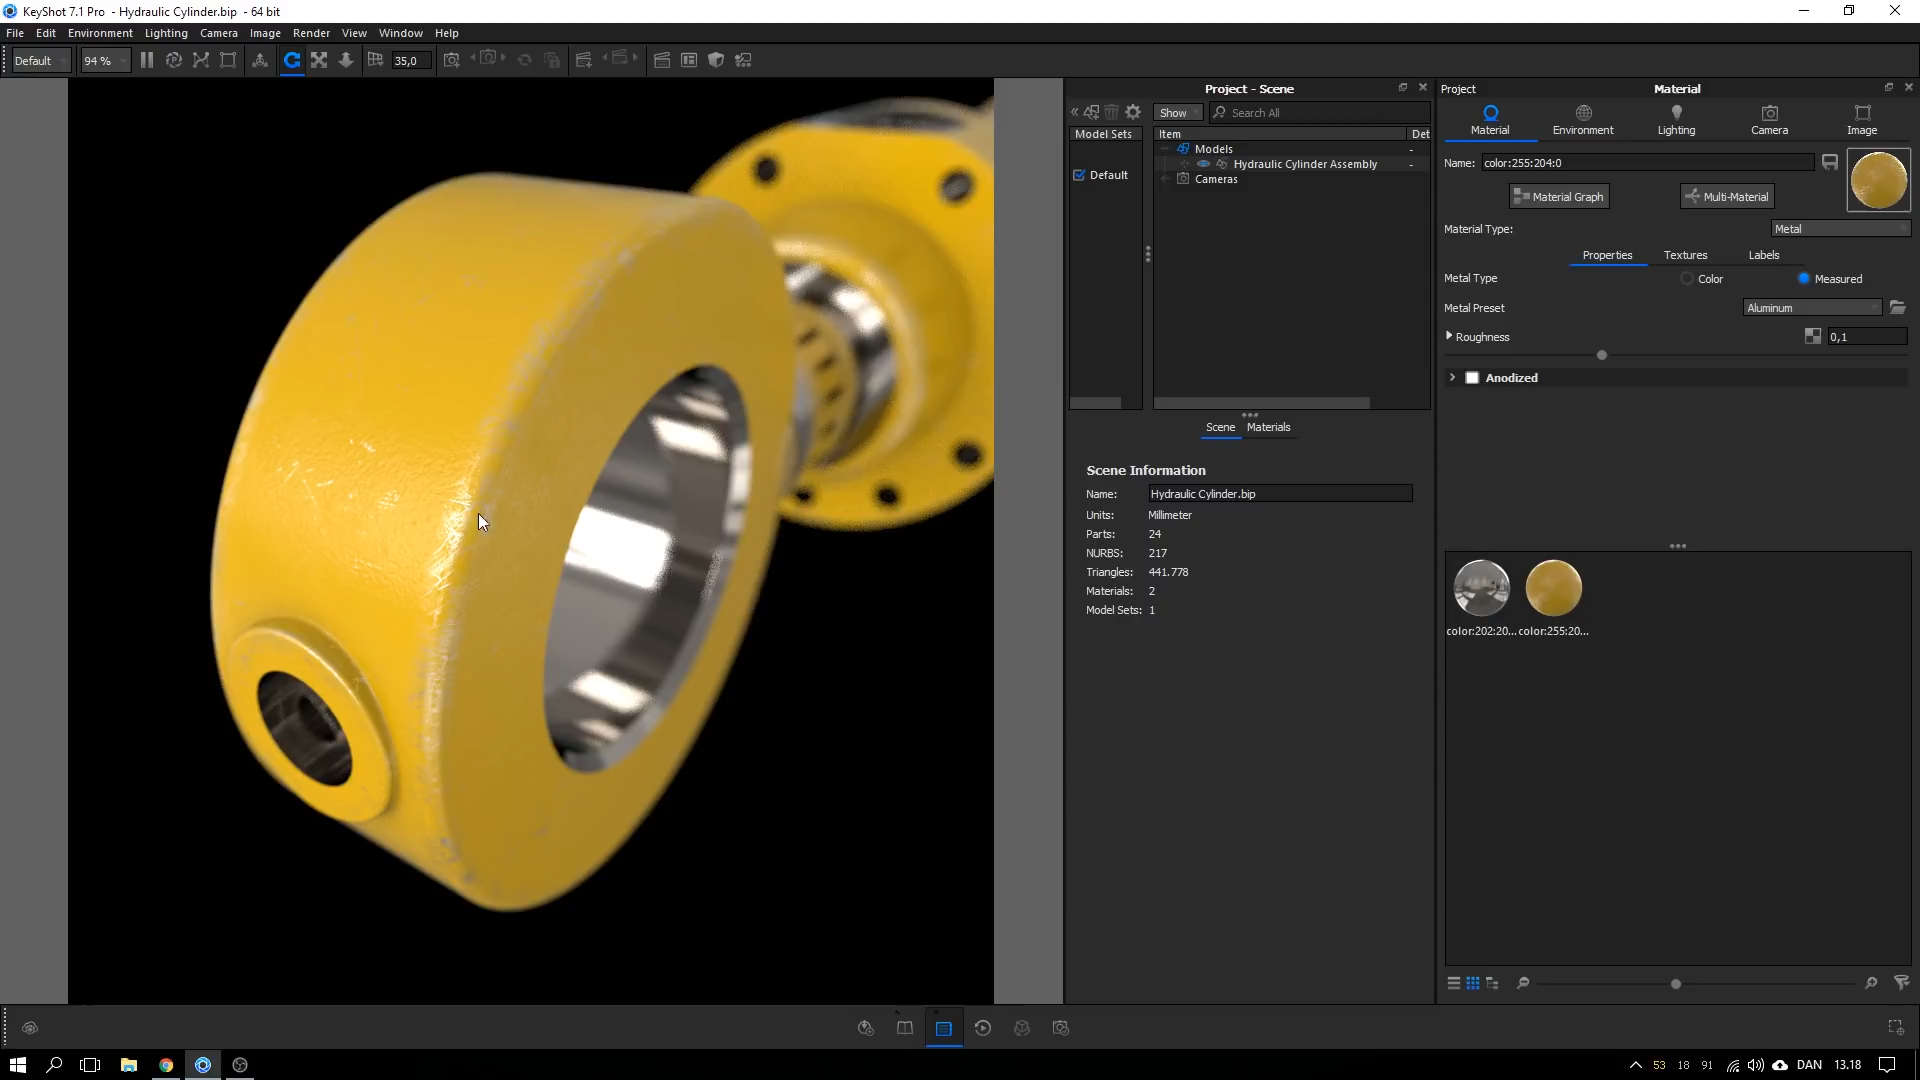 KeyShot 7.1 Pro - Hydraulic Cylinder.bip - 64 bit
File Edit Environment Lighting Camera Image Render View Window Help
Default 94 % 35,0
Project - Scene
Show Search All
Model Sets Item Det
Models -
Default Hydraulic Cylinder Assembly -
Cameras
Scene Materials
Scene Information
Name: Hydraulic Cylinder.bip
Units: Millimeter
Parts: 24
NURBS: 217
Triangles: 441.778
Materials: 2
Model Sets: 1
Project Material
Material Environment Lighting Camera Image
Name: color:255:204:0
Material Graph Multi-Material
Material Type: Metal
Properties Textures Labels
Metal Type Color Measured
Metal Preset Aluminum
Roughness 0,1
Anodized
color:202:20... color:255:20...
53 18 91 DAN 13.18